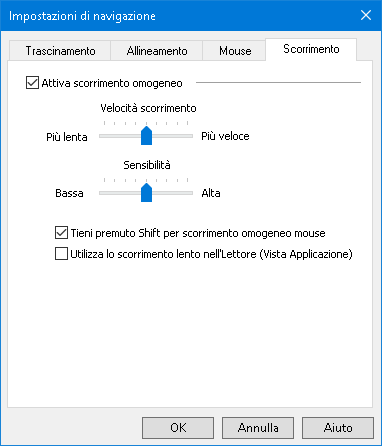 Impostazioni di navigazione
Trascinamento Allineamento Mouse Scorrimento
Attiva scorrimento omogeneo
Velocità scorrimento
Più lenta Più veloce
Sensibilità
Bassa Alta
Tieni premuto Shift per scorrimento omogeneo mouse
Utilizza lo scorrimento lento nell'Lettore (Vista Applicazione)
OK Annulla Aiuto